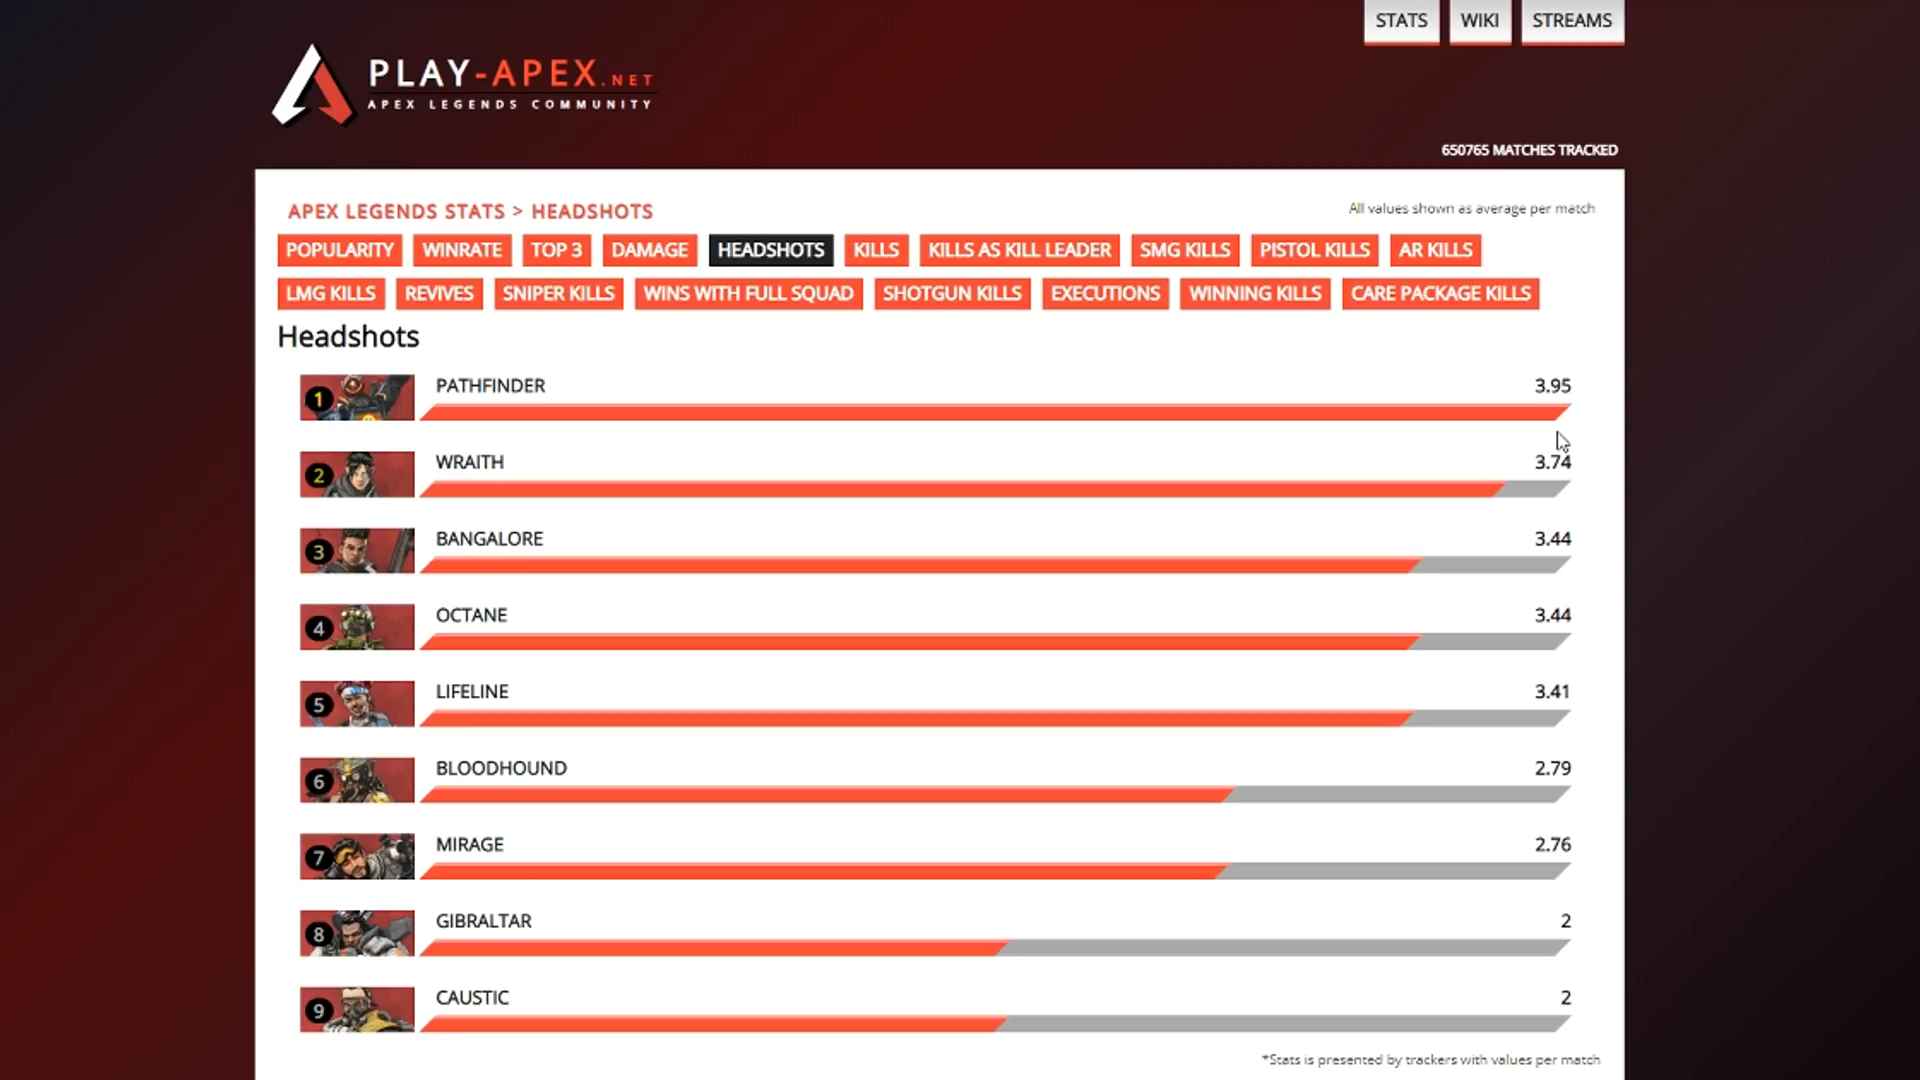 STATS WIKI STREAMS
PLAY-APEX.NET
APEX LEGENDS COMMUNITY
650765 MATCHES TRACKED
APEX LEGENDS STATS > HEADSHOTS
All values shown as average per match
POPULARITY WINRATE TOP 3 DAMAGE HEADSHOTS KILLS KILLS AS KILL LEADER SMG KILLS PISTOL KILLS AR KILLS
LMG KILLS REVIVES SNIPER KILLS WINS WITH FULL SQUAD SHOTGUN KILLS EXECUTIONS WINNING KILLS CARE PACKAGE KILLS
Headshots
1 PATHFINDER 3.95
2 WRAITH 3.74
3 BANGALORE 3.44
4 OCTANE 3.44
5 LIFELINE 3.41
6 BLOODHOUND 2.79
7 MIRAGE 2.76
8 GIBRALTAR 2
9 CAUSTIC 2
*Stats is presented by trackers with values per match